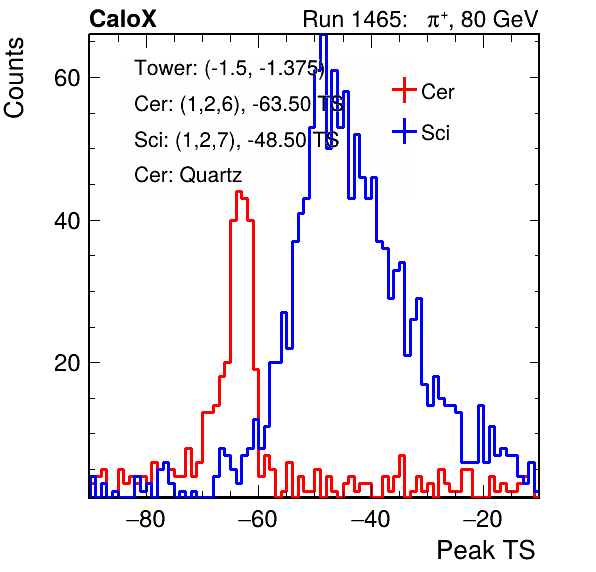 CaloX Run 1465: π⁺, 80 GeV
Counts
Tower: (-1.5, -1.375)
Cer: (1,2,6), -63.50 TS
Sci: (1,2,7), -48.50 TS
Cer: Quartz
Cer
Sci
60
40
20
−80 −60 −40 −20
Peak TS